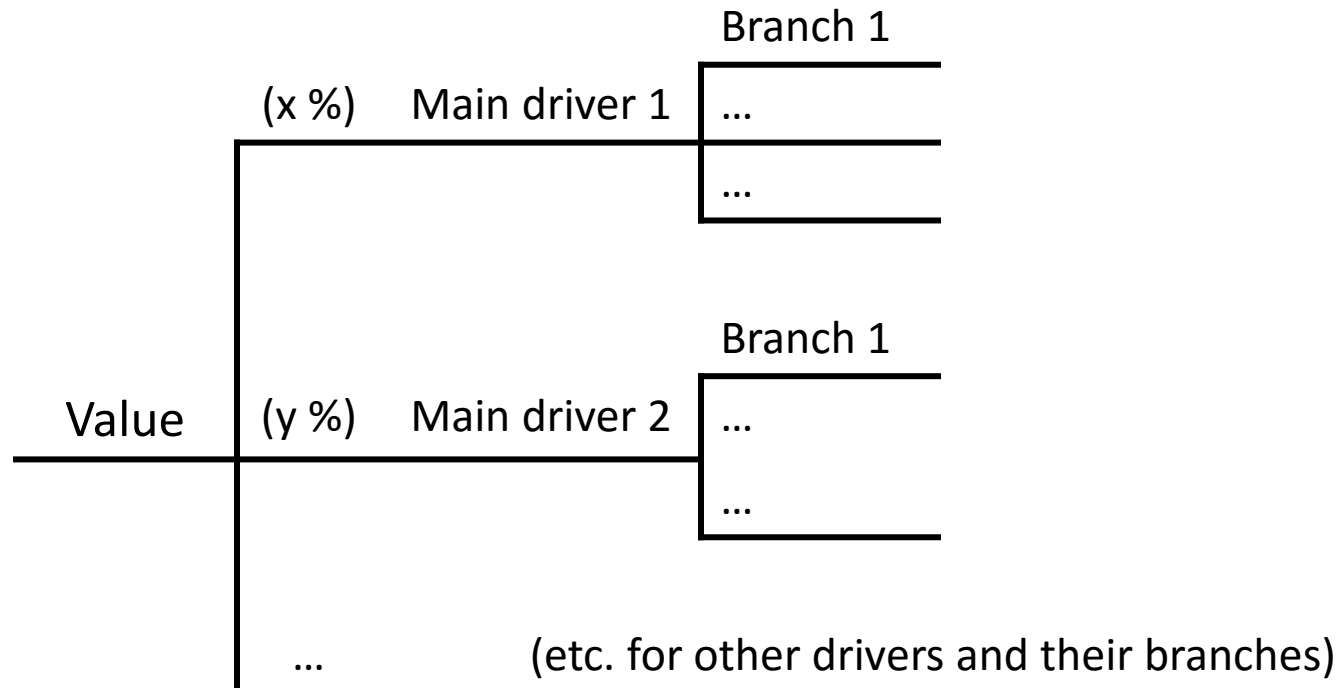 Branch 1
(x %) Main driver 1
...
...
Branch 1
Value
(y %) Main driver 2
...
...
...
(etc. for other drivers and their branches)